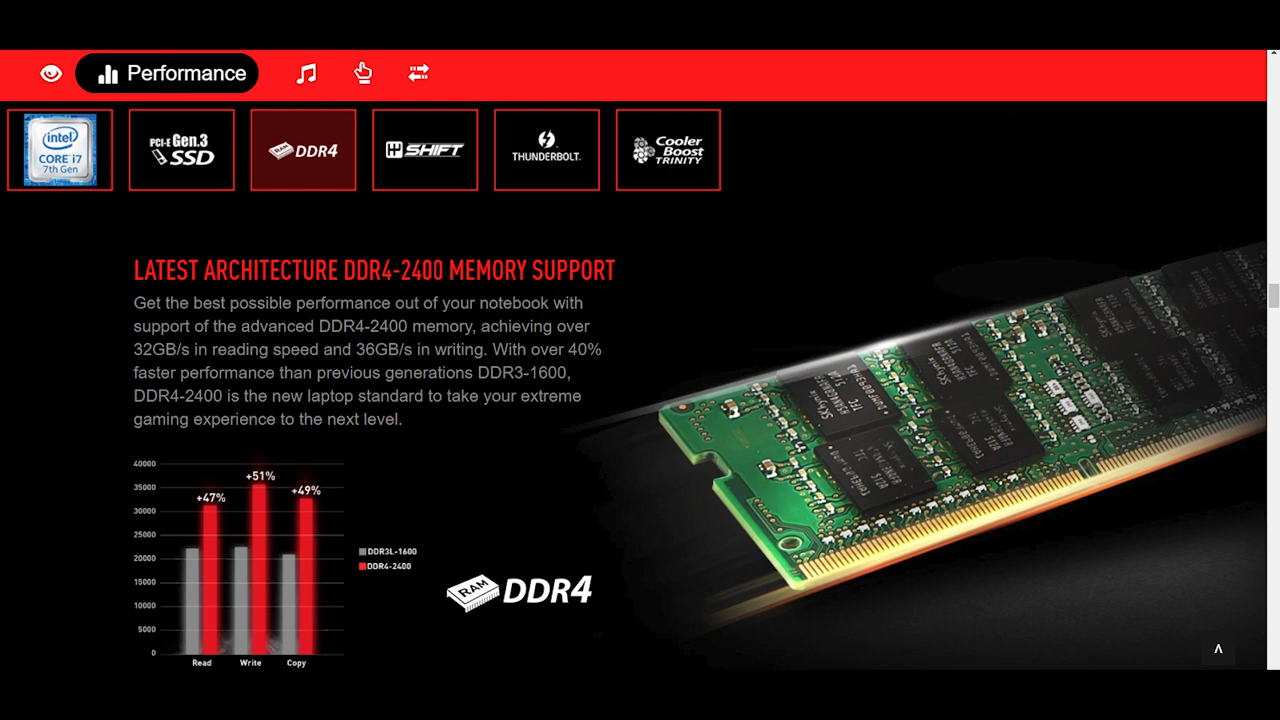 Performance
intel
CORE i7
7th Gen
PCI-E Gen.3
SSD
RAM DDR4
SHIFT
THUNDERBOLT
Cooler
Boost
TRINITY
LATEST ARCHITECTURE DDR4-2400 MEMORY SUPPORT
Get the best possible performance out of your notebook with
support of the advanced DDR4-2400 memory, achieving over
32GB/s in reading speed and 36GB/s in writing. With over 40%
faster performance than previous generations DDR3-1600,
DDR4-2400 is the new laptop standard to take your extreme
gaming experience to the next level.
40000
35000
30000
25000
20000
15000
10000
5000
0
+47%
+51%
+49%
Read
Write
Copy
DDR3L-1600
DDR4-2400
RAM DDR4
SKhynix
SKhynix